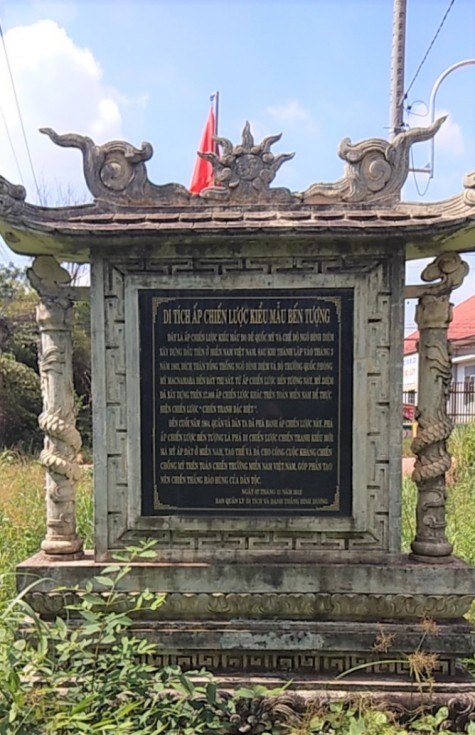 DI TÍCH ẤP CHIẾN LƯỢC KIỂU MẪU BẾN TƯỢNG
ĐÂY LÀ ẤP CHIẾN LƯỢC KIỂU MẪU DO ĐẾ QUỐC MỸ VÀ CHẾ ĐỘ NGÔ ĐÌNH DIỆM
XÂY DỰNG ĐẦU TIÊN Ở MIỀN NAM VIỆT NAM. SAU KHI THÀNH LẬP VÀO THÁNG 3
NĂM 1962, ĐÍCH THÂN TỔNG THỐNG NGÔ ĐÌNH DIỆM VÀ BỘ TRƯỞNG QUỐC PHÒNG
MỸ MACNAMARA ĐẾN ĐÂY THỊ SÁT. TỪ ẤP CHIẾN LƯỢC BẾN TƯỢNG NÀY, MỸ DIỆM
ĐÃ XÂY DỰNG TRÊN ẤP CHIẾN LƯỢC KHÁC TRÊN TOÀN MIỀN NAM ĐỂ THỰC
HIỆN CHIẾN LƯỢC " CHIẾN TRANH ĐẶC BIỆT ".
ĐẾN CUỐI NĂM 1964, QUÂN VÀ DÂN TA ĐÃ PHÁ BANH ẤP CHIẾN LƯỢC NÀY. PHÁ
ẤP CHIẾN LƯỢC BẾN TƯỢNG LÀ PHÁ ĐI CHIẾN LƯỢC CHIẾN TRANH KIỂU MỚI
MÀ MỸ ÁP ĐẶT Ở MIỀN NAM, TẠO THẾ VÀ ĐÀ CHO CÔNG CUỘC KHÁNG CHIẾN
CHỐNG MỸ TRÊN TOÀN CHIẾN TRƯỜNG MIỀN NAM VIỆT NAM, GÓP PHẦN TẠO
NÊN CHIẾN THẮNG HÀO HÙNG CỦA DÂN TỘC.
NGÀY 07 THÁNG 11 NĂM
BAN QUẢN LÝ DI TÍCH VÀ DANH THẮNG BÌNH DƯƠNG